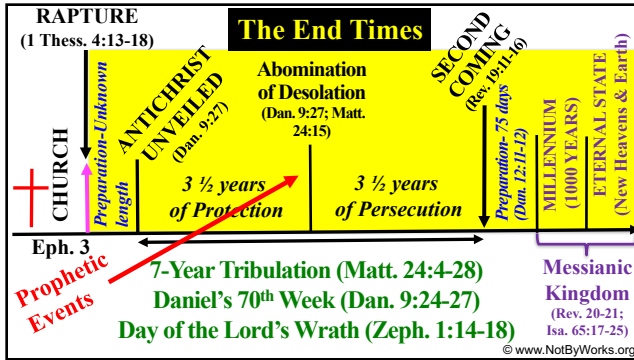 RAPTURE
(1 Thess. 4:13-18)
The End Times
CHURCH
Eph. 3
Preparation-Unknown
length
ANTICHRIST
UNVEILED
(Dan. 9:27)
3 ½ years
of Protection
Abomination
of Desolation
(Dan. 9:27; Matt.
24:15)
3 ½ years
of Persecution
SECOND
COMING
(Rev. 19:11-16)
Preparation- 75 days
(Dan. 12:11-12)
MILLENNIUM
(1000 YEARS)
ETERNAL STATE
(New Heavens & Earth)
Prophetic
Events
7-Year Tribulation (Matt. 24:4-28)
Daniel's 70th Week (Dan. 9:24-27)
Day of the Lord's Wrath (Zeph. 1:14-18)
Messianic
Kingdom
(Rev. 20-21;
Isa. 65:17-25)
© www.NotByWorks.org